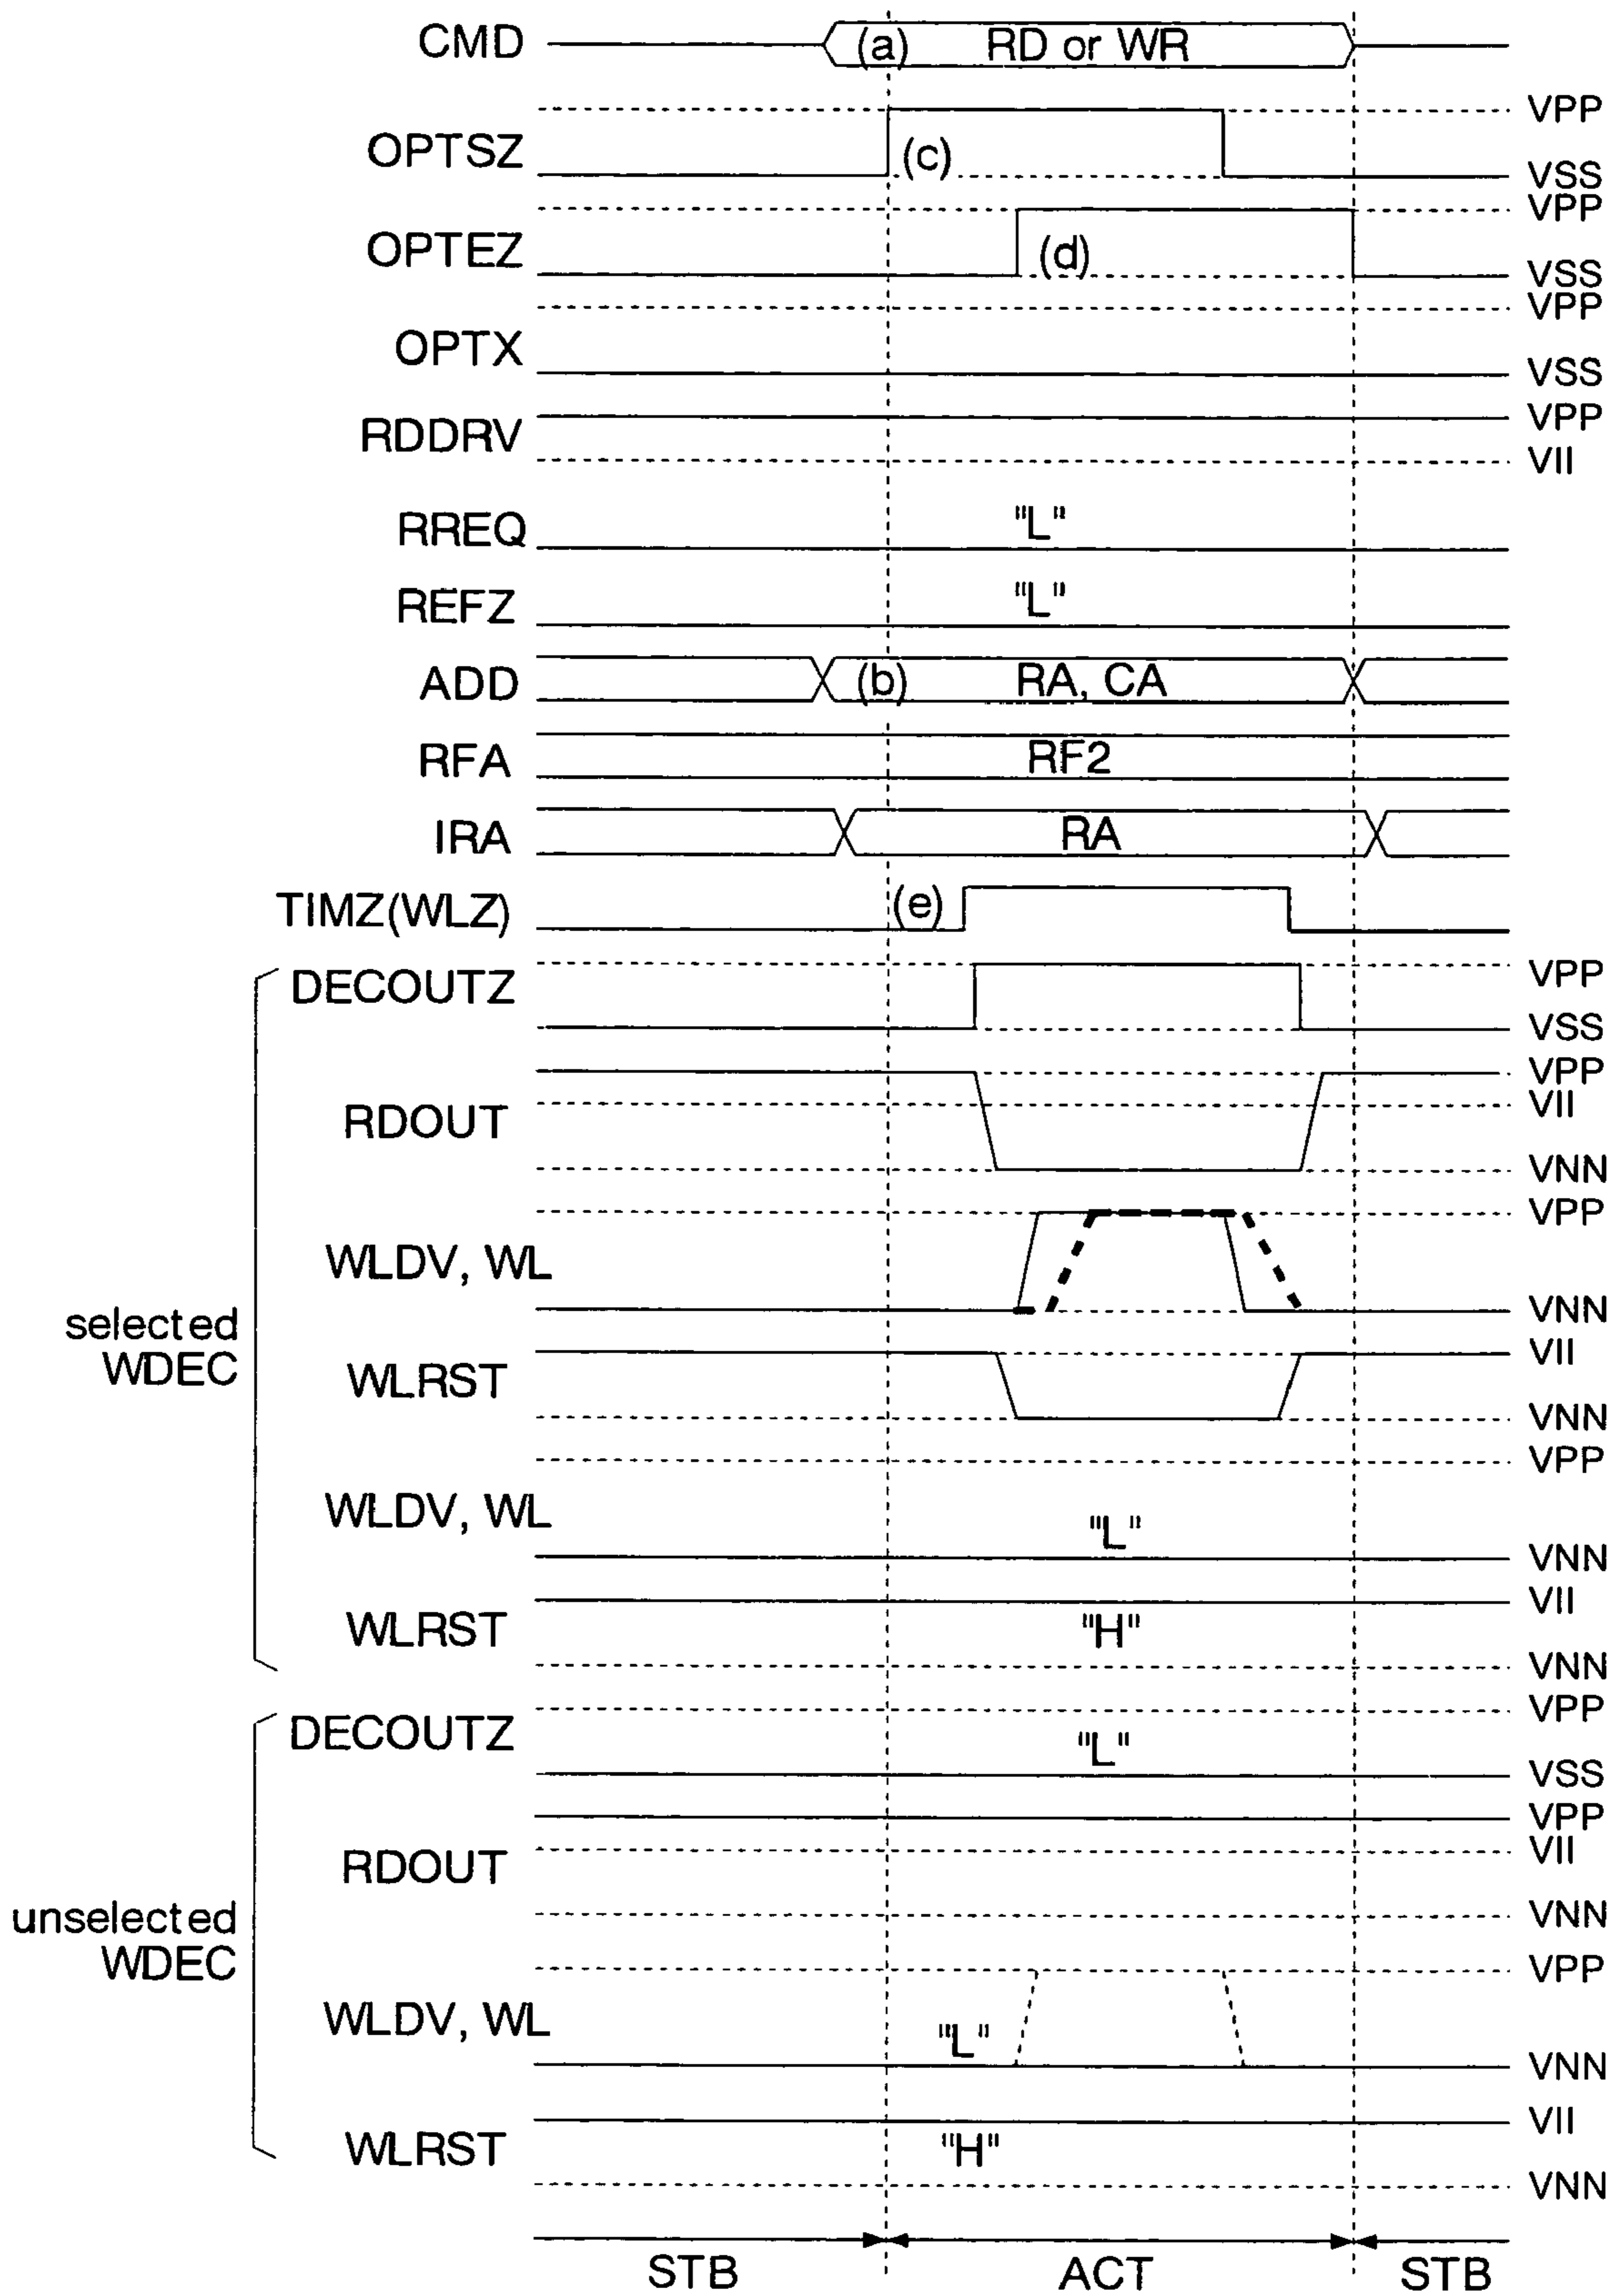 CMD (a) RD or WR
VPP
OPTSZ (c)
VSS
VPP
OPTEZ (d)
VSS
VPP
OPTX
VSS
RDDRV VPP
VII
RREQ "L"
REFZ "L"
ADD (b) RA, CA
RFA RF2
IRA RA
TIMZ(WLZ) (e)
DECOUTZ VPP
VSS
VPP
VII
RDOUT
VNN
VPP
WLDV, WL
VNN
selected
WDEC
VII
WLRST
VNN
VPP
WLDV, WL "L"
VNN
VII
WLRST "H"
VNN
VPP
DECOUTZ "L"
VSS
VPP
VII
RDOUT
VNN
unselected
WDEC
VPP
WLDV, WL "L"
VNN
VII
WLRST "H"
VNN
STB ACT STB